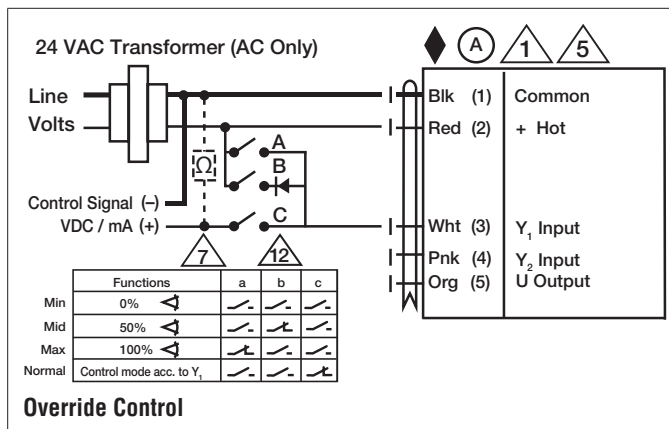 24 VAC Transformer (AC Only)
A 1 5
Line
Volts
Blk (1) Common
Red (2) + Hot
A
B
Ω
Control Signal (–)
VDC / mA (+)
C
Wht (3) Y1 Input
7 12
Pnk (4) Y2 Input
Org (5) U Output
Functions a b c
Min 0%
Mid 50%
Max 100%
Normal Control mode acc. to Y1
Override Control